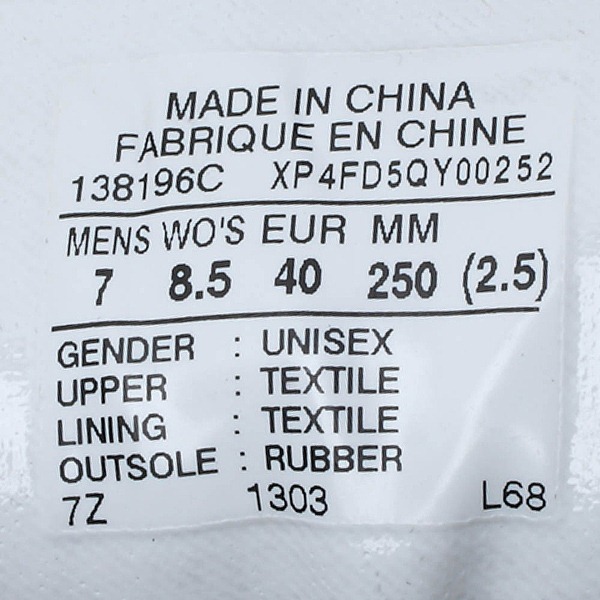 MADE IN CHINA
FABRIQUE EN CHINE
138196C XP4FD5QY00252
MENS WO'S EUR MM
7 8.5 40 250 (2.5)
GENDER : UNISEX
UPPER : TEXTILE
LINING : TEXTILE
OUTSOLE : RUBBER
7Z 1303 L68